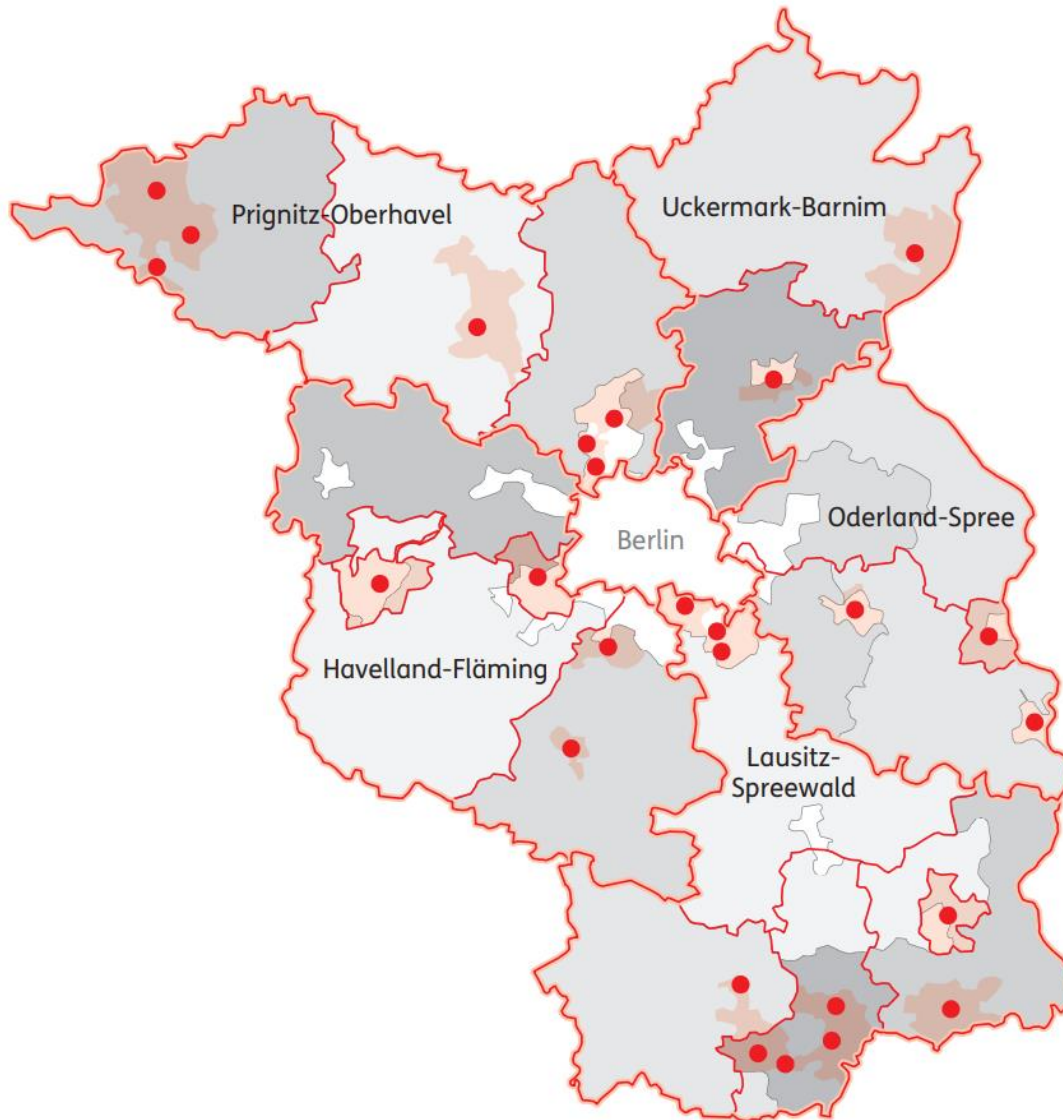 Prignitz-Oberhavel
Uckermark-Barnim
Oderland-Spree
Berlin
Havelland-Fläming
Lausitz-
Spreewald